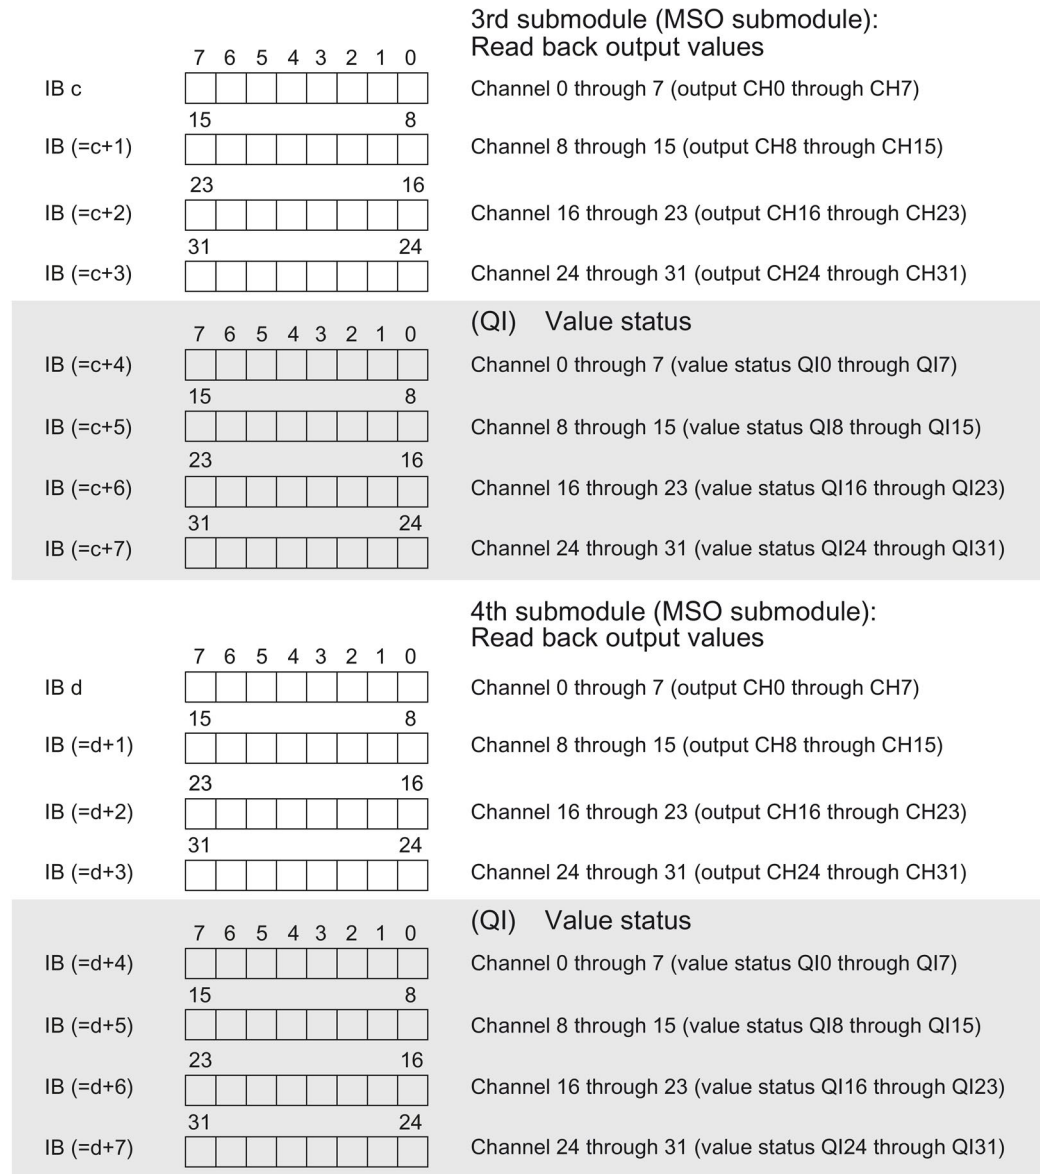 3rd submodule (MSO submodule):
Read back output values
7 6 5 4 3 2 1 0
IB c Channel 0 through 7 (output CH0 through CH7)
15 8
IB (=c+1) Channel 8 through 15 (output CH8 through CH15)
23 16
IB (=c+2) Channel 16 through 23 (output CH16 through CH23)
31 24
IB (=c+3) Channel 24 through 31 (output CH24 through CH31)
(QI) Value status
7 6 5 4 3 2 1 0
IB (=c+4) Channel 0 through 7 (value status QI0 through QI7)
15 8
IB (=c+5) Channel 8 through 15 (value status QI8 through QI15)
23 16
IB (=c+6) Channel 16 through 23 (value status QI16 through QI23)
31 24
IB (=c+7) Channel 24 through 31 (value status QI24 through QI31)
4th submodule (MSO submodule):
Read back output values
7 6 5 4 3 2 1 0
IB d Channel 0 through 7 (output CH0 through CH7)
15 8
IB (=d+1) Channel 8 through 15 (output CH8 through CH15)
23 16
IB (=d+2) Channel 16 through 23 (output CH16 through CH23)
31 24
IB (=d+3) Channel 24 through 31 (output CH24 through CH31)
(QI) Value status
7 6 5 4 3 2 1 0
IB (=d+4) Channel 0 through 7 (value status QI0 through QI7)
15 8
IB (=d+5) Channel 8 through 15 (value status QI8 through QI15)
23 16
IB (=d+6) Channel 16 through 23 (value status QI16 through QI23)
31 24
IB (=d+7) Channel 24 through 31 (value status QI24 through QI31)